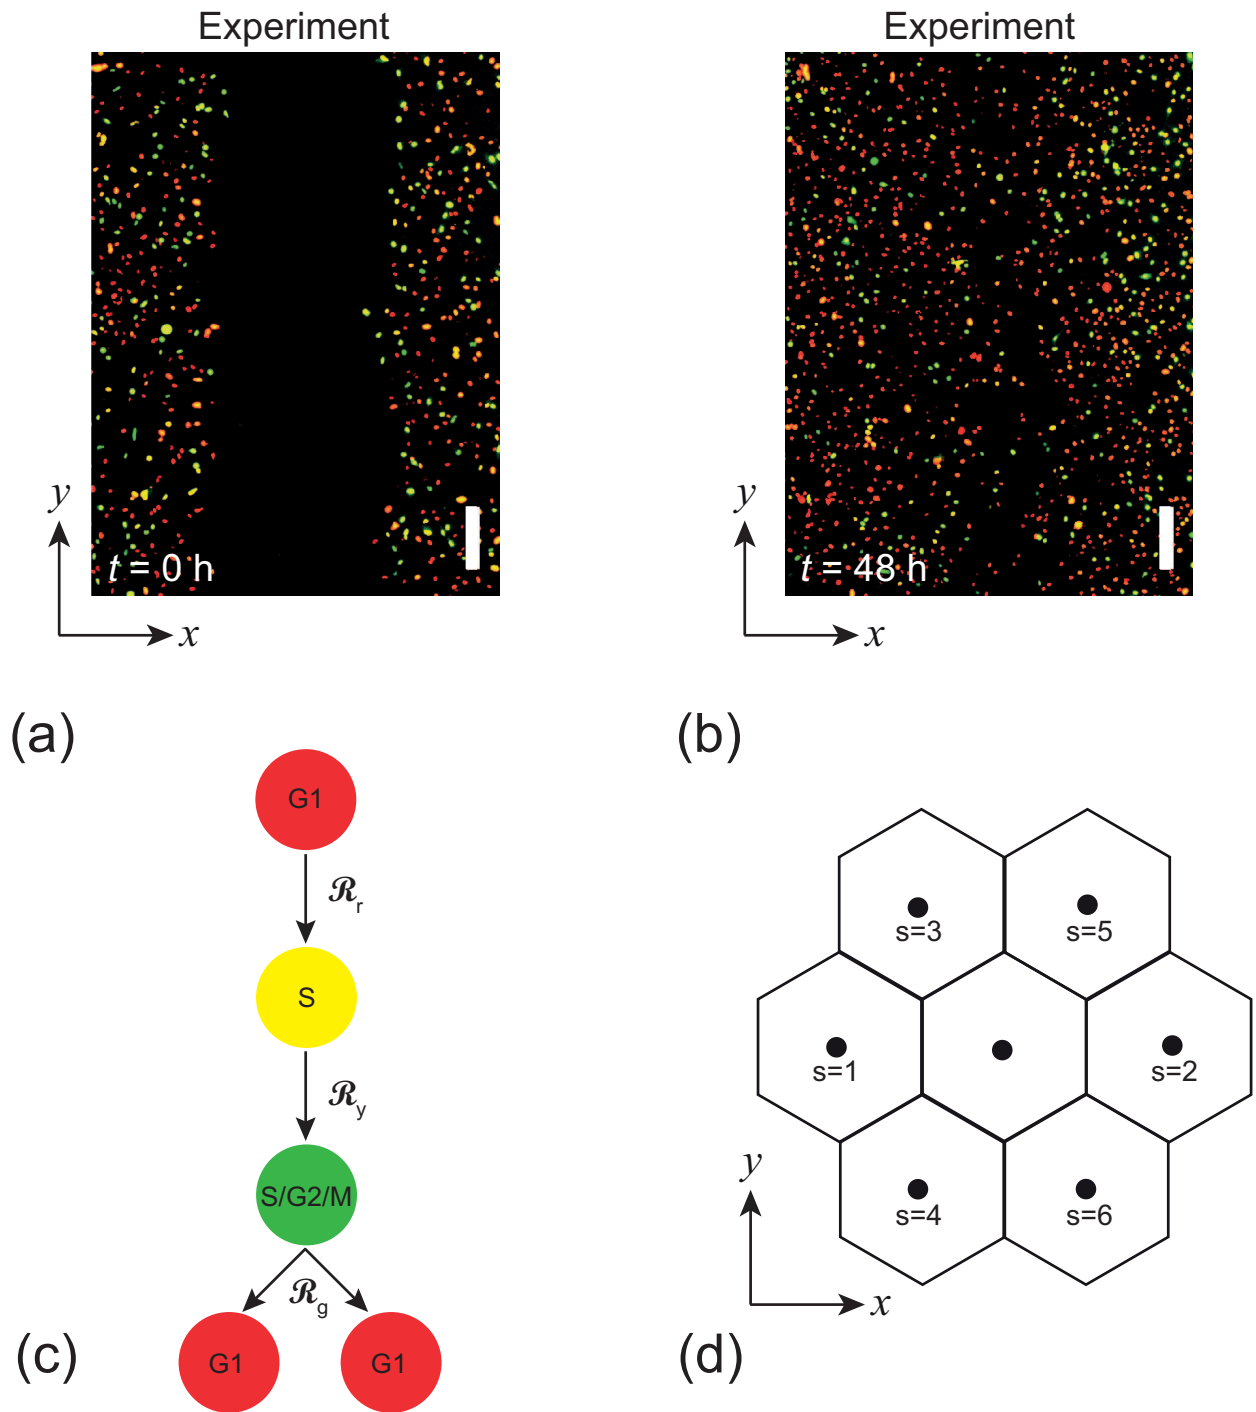 Experiment
Experiment
y
t = 0 h
x
y
t = 48 h
x
(a)
(b)
G1
ℛr
S
ℛy
S/G2/M
ℛg
G1
G1
(c)
s=3
s=5
s=1
s=2
s=4
s=6
y
x
(d)